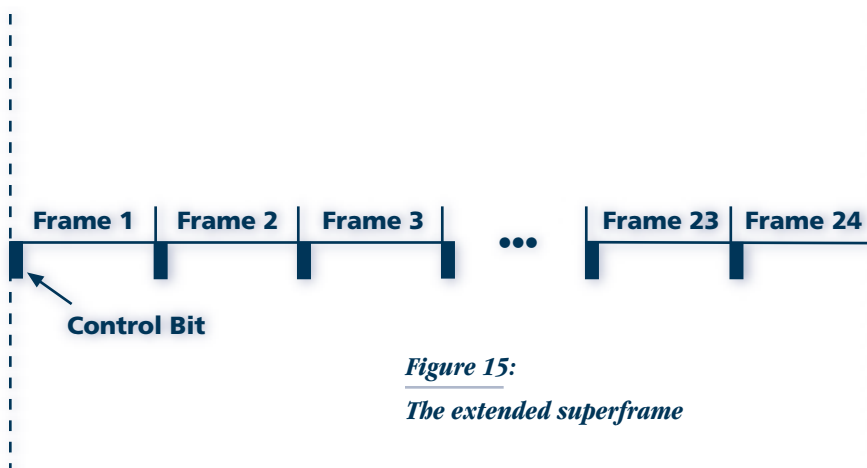 Frame 1 Frame 2 Frame 3 ••• Frame 23 Frame 24
Control Bit
Figure 15:
The extended superframe